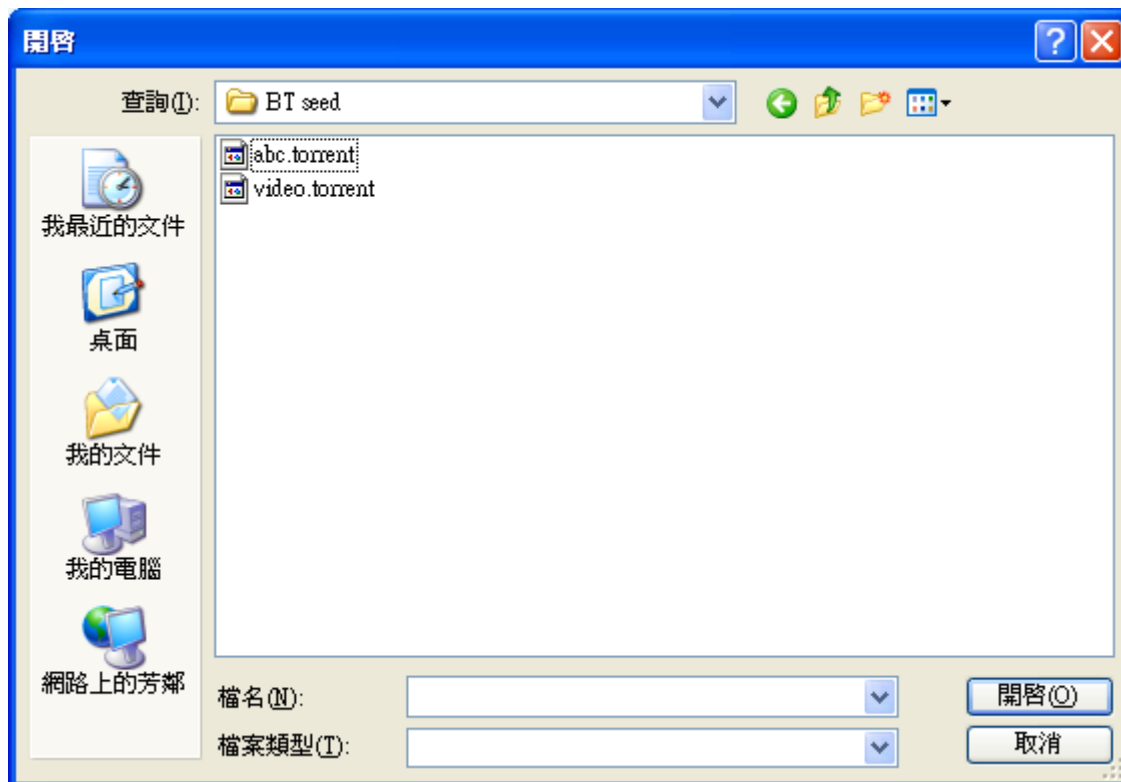 開啟
查詢(I):
BT seed
abc.torrent
video.torrent
我最近的文件
桌面
我的文件
我的電腦
網路上的芳鄰
檔名(N):
開啟(O)
檔案類型(T):
取消